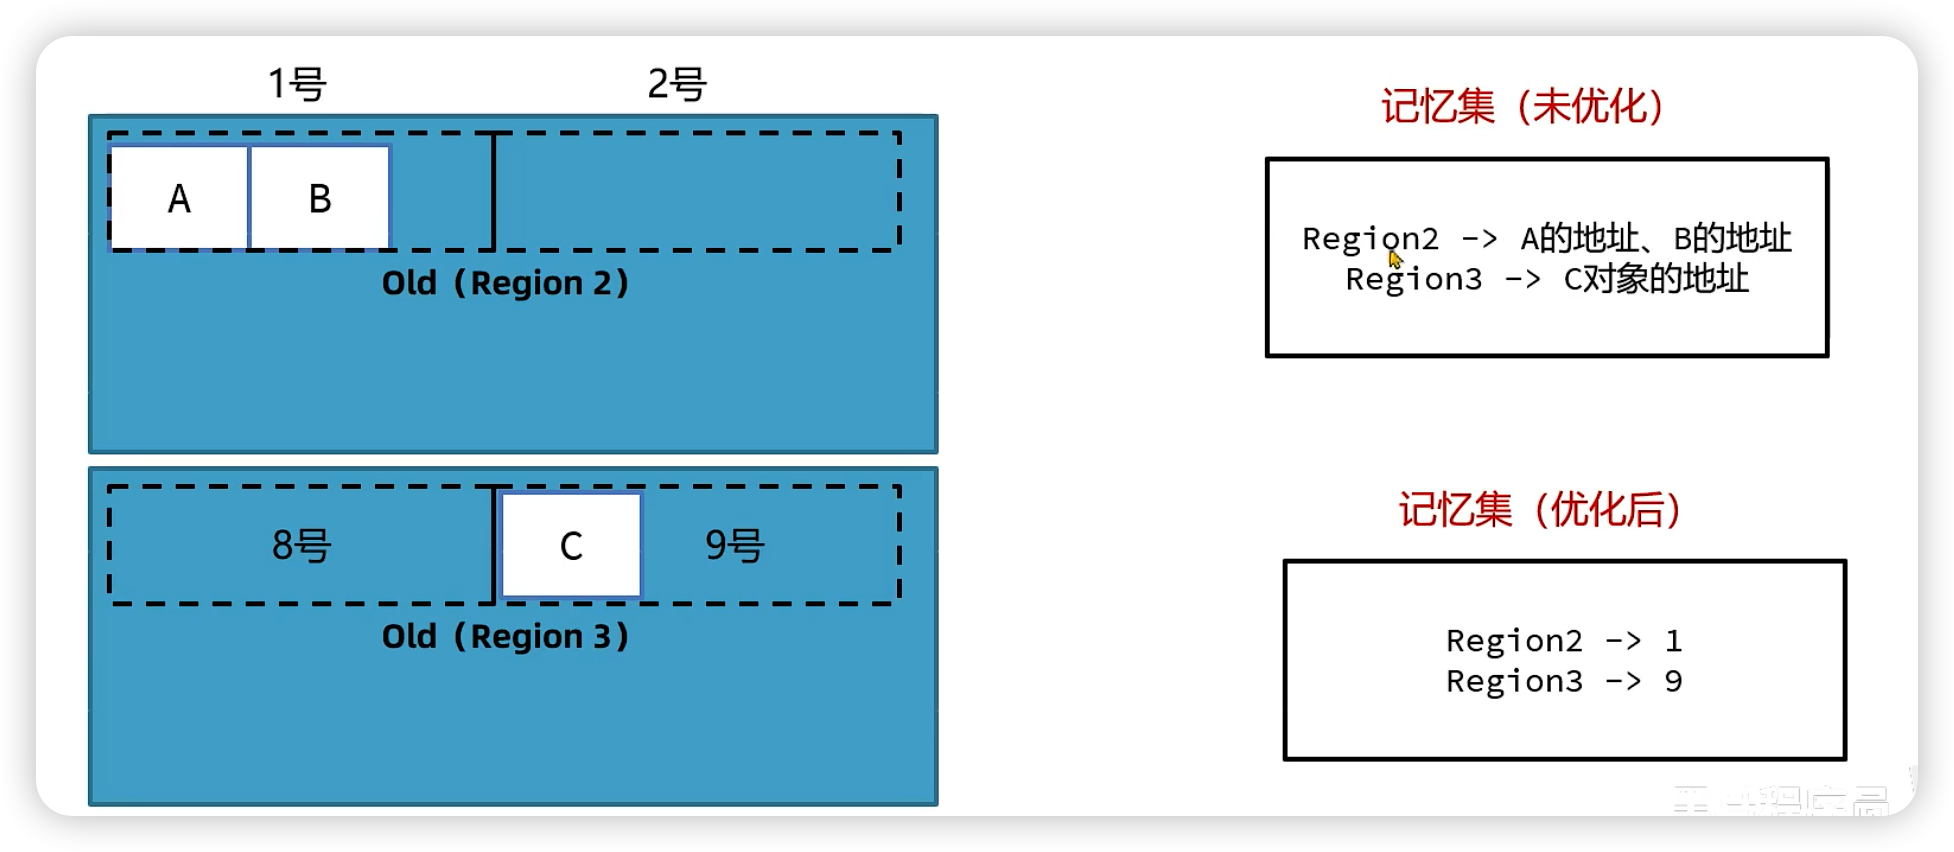 1号 2号
A B
Old（Region 2）
8号 C 9号
Old（Region 3）
记忆集（未优化）
Region2 -> A的地址、B的地址
Region3 -> C对象的地址
记忆集（优化后）
Region2 -> 1
Region3 -> 9